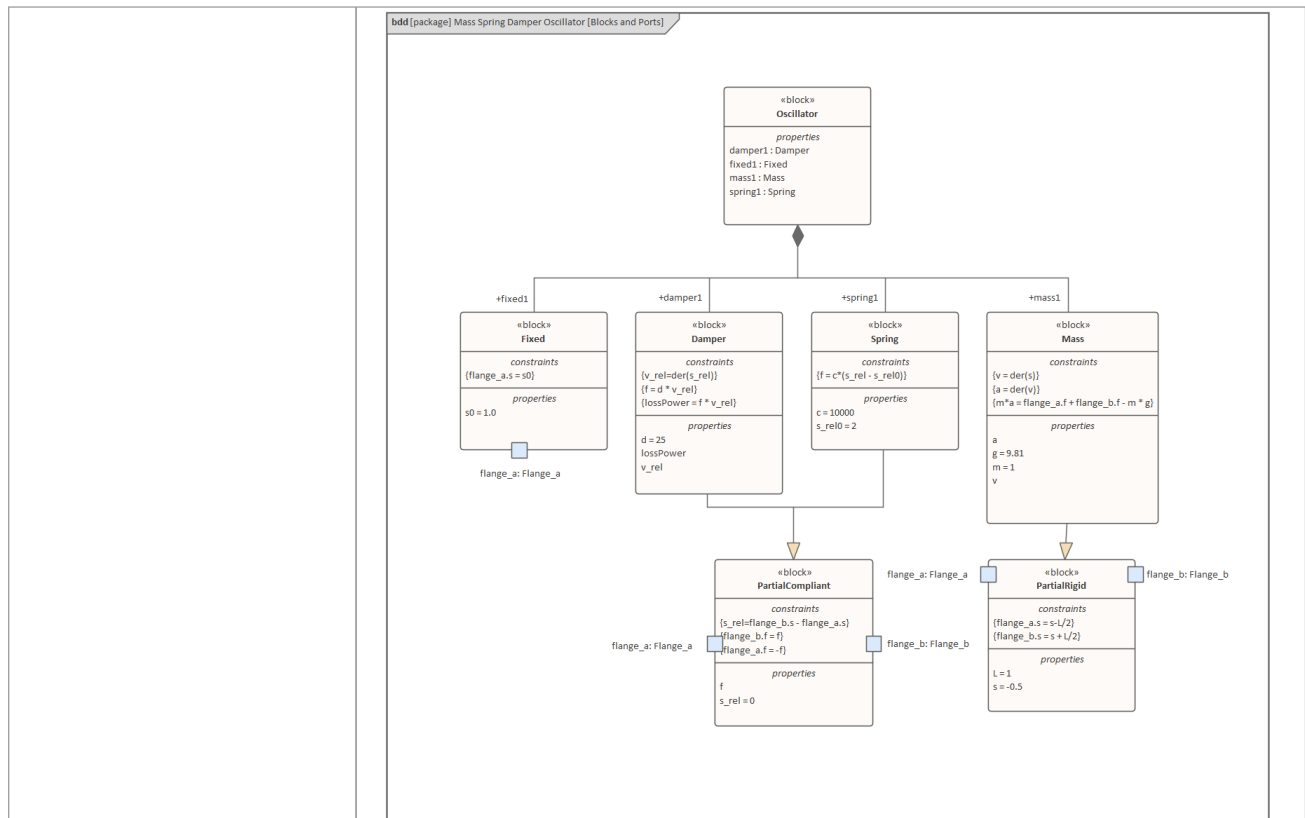 bdd [package] Mass Spring Damper Oscillator [Blocks and Ports]
«block»
Oscillator
properties
damper1 : Damper
fixed1 : Fixed
mass1 : Mass
spring1 : Spring
+fixed1
+damper1
+spring1
+mass1
«block»
Fixed
constraints
{flange_a.s = s0}
properties
s0 = 1.0
flange_a: Flange_a
«block»
Damper
constraints
{v_rel=der(s_rel)}
{f = d * v_rel}
{lossPower = f * v_rel}
properties
d = 25
lossPower
v_rel
«block»
Spring
constraints
{f = c*(s_rel - s_rel0)}
properties
c = 10000
s_rel0 = 2
«block»
Mass
constraints
{v = der(s)}
{a = der(v)}
{m*a = flange_a.f + flange_b.f - m * g}
properties
a
g = 9.81
m = 1
v
«block»
PartialCompliant
constraints
{s_rel=flange_b.s - flange_a.s}
{flange_b.f = f}
{flange_a.f = -f}
properties
f
s_rel = 0
flange_a: Flange_a
flange_b: Flange_b
flange_a: Flange_a
«block»
PartialRigid
constraints
{flange_a.s = s-L/2}
{flange_b.s = s + L/2}
properties
L = 1
s = -0.5
flange_b: Flange_b